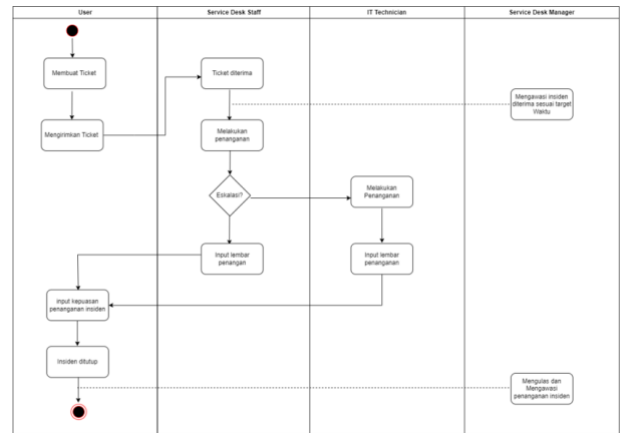 User
Service Desk Staff
IT Technician
Service Desk Manager
Membuat Ticket
Ticket diterima
Mengawasi insiden
diterima sesuai target
Waktu
Mengirimkan Ticket
Melakukan
penanganan
Eskalasi?
Melakukan
Penanganan
Input lembar
penangan
Input lembar
penanganan
Input kepuasan
penanganan insiden
Insiden ditutup
Mengulas dan
Mengawasi
penanganan insiden